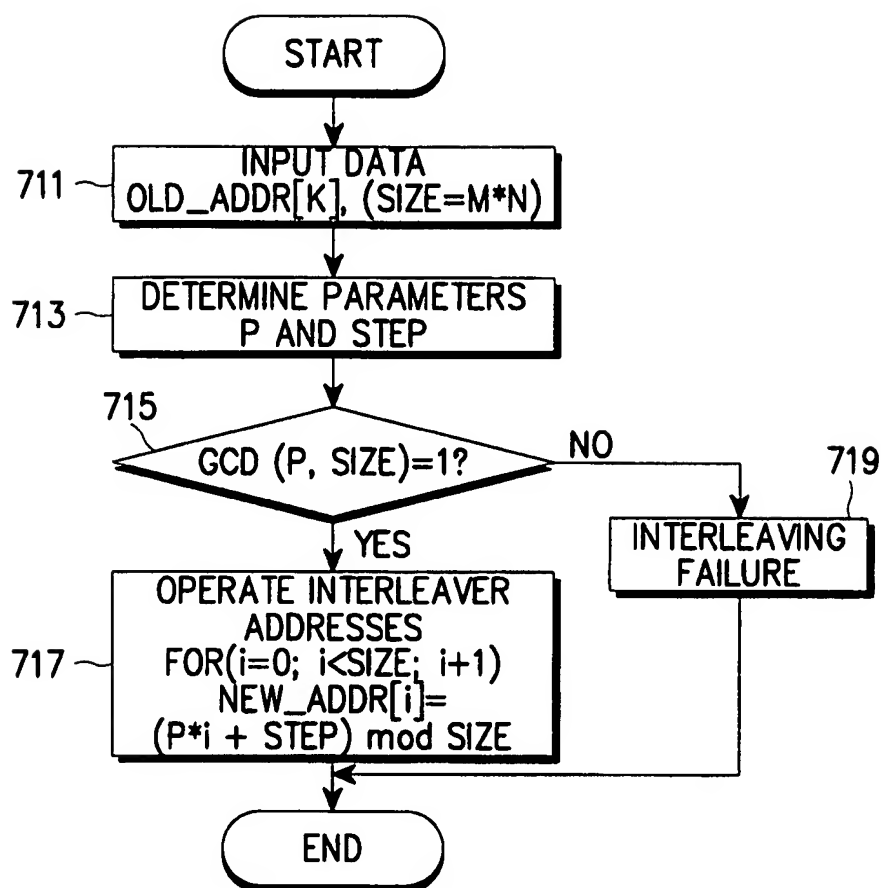 START
711
INPUT DATA
OLD_ADDR[K], (SIZE=M*N)
713
DETERMINE PARAMETERS
P AND STEP
715
GCD (P, SIZE)=1?
NO
719
INTERLEAVING
FAILURE
YES
717
OPERATE INTERLEAVER
ADDRESSES
FOR(i=0; i<SIZE; i+1)
NEW_ADDR[i]=
(P*i + STEP) mod SIZE
END